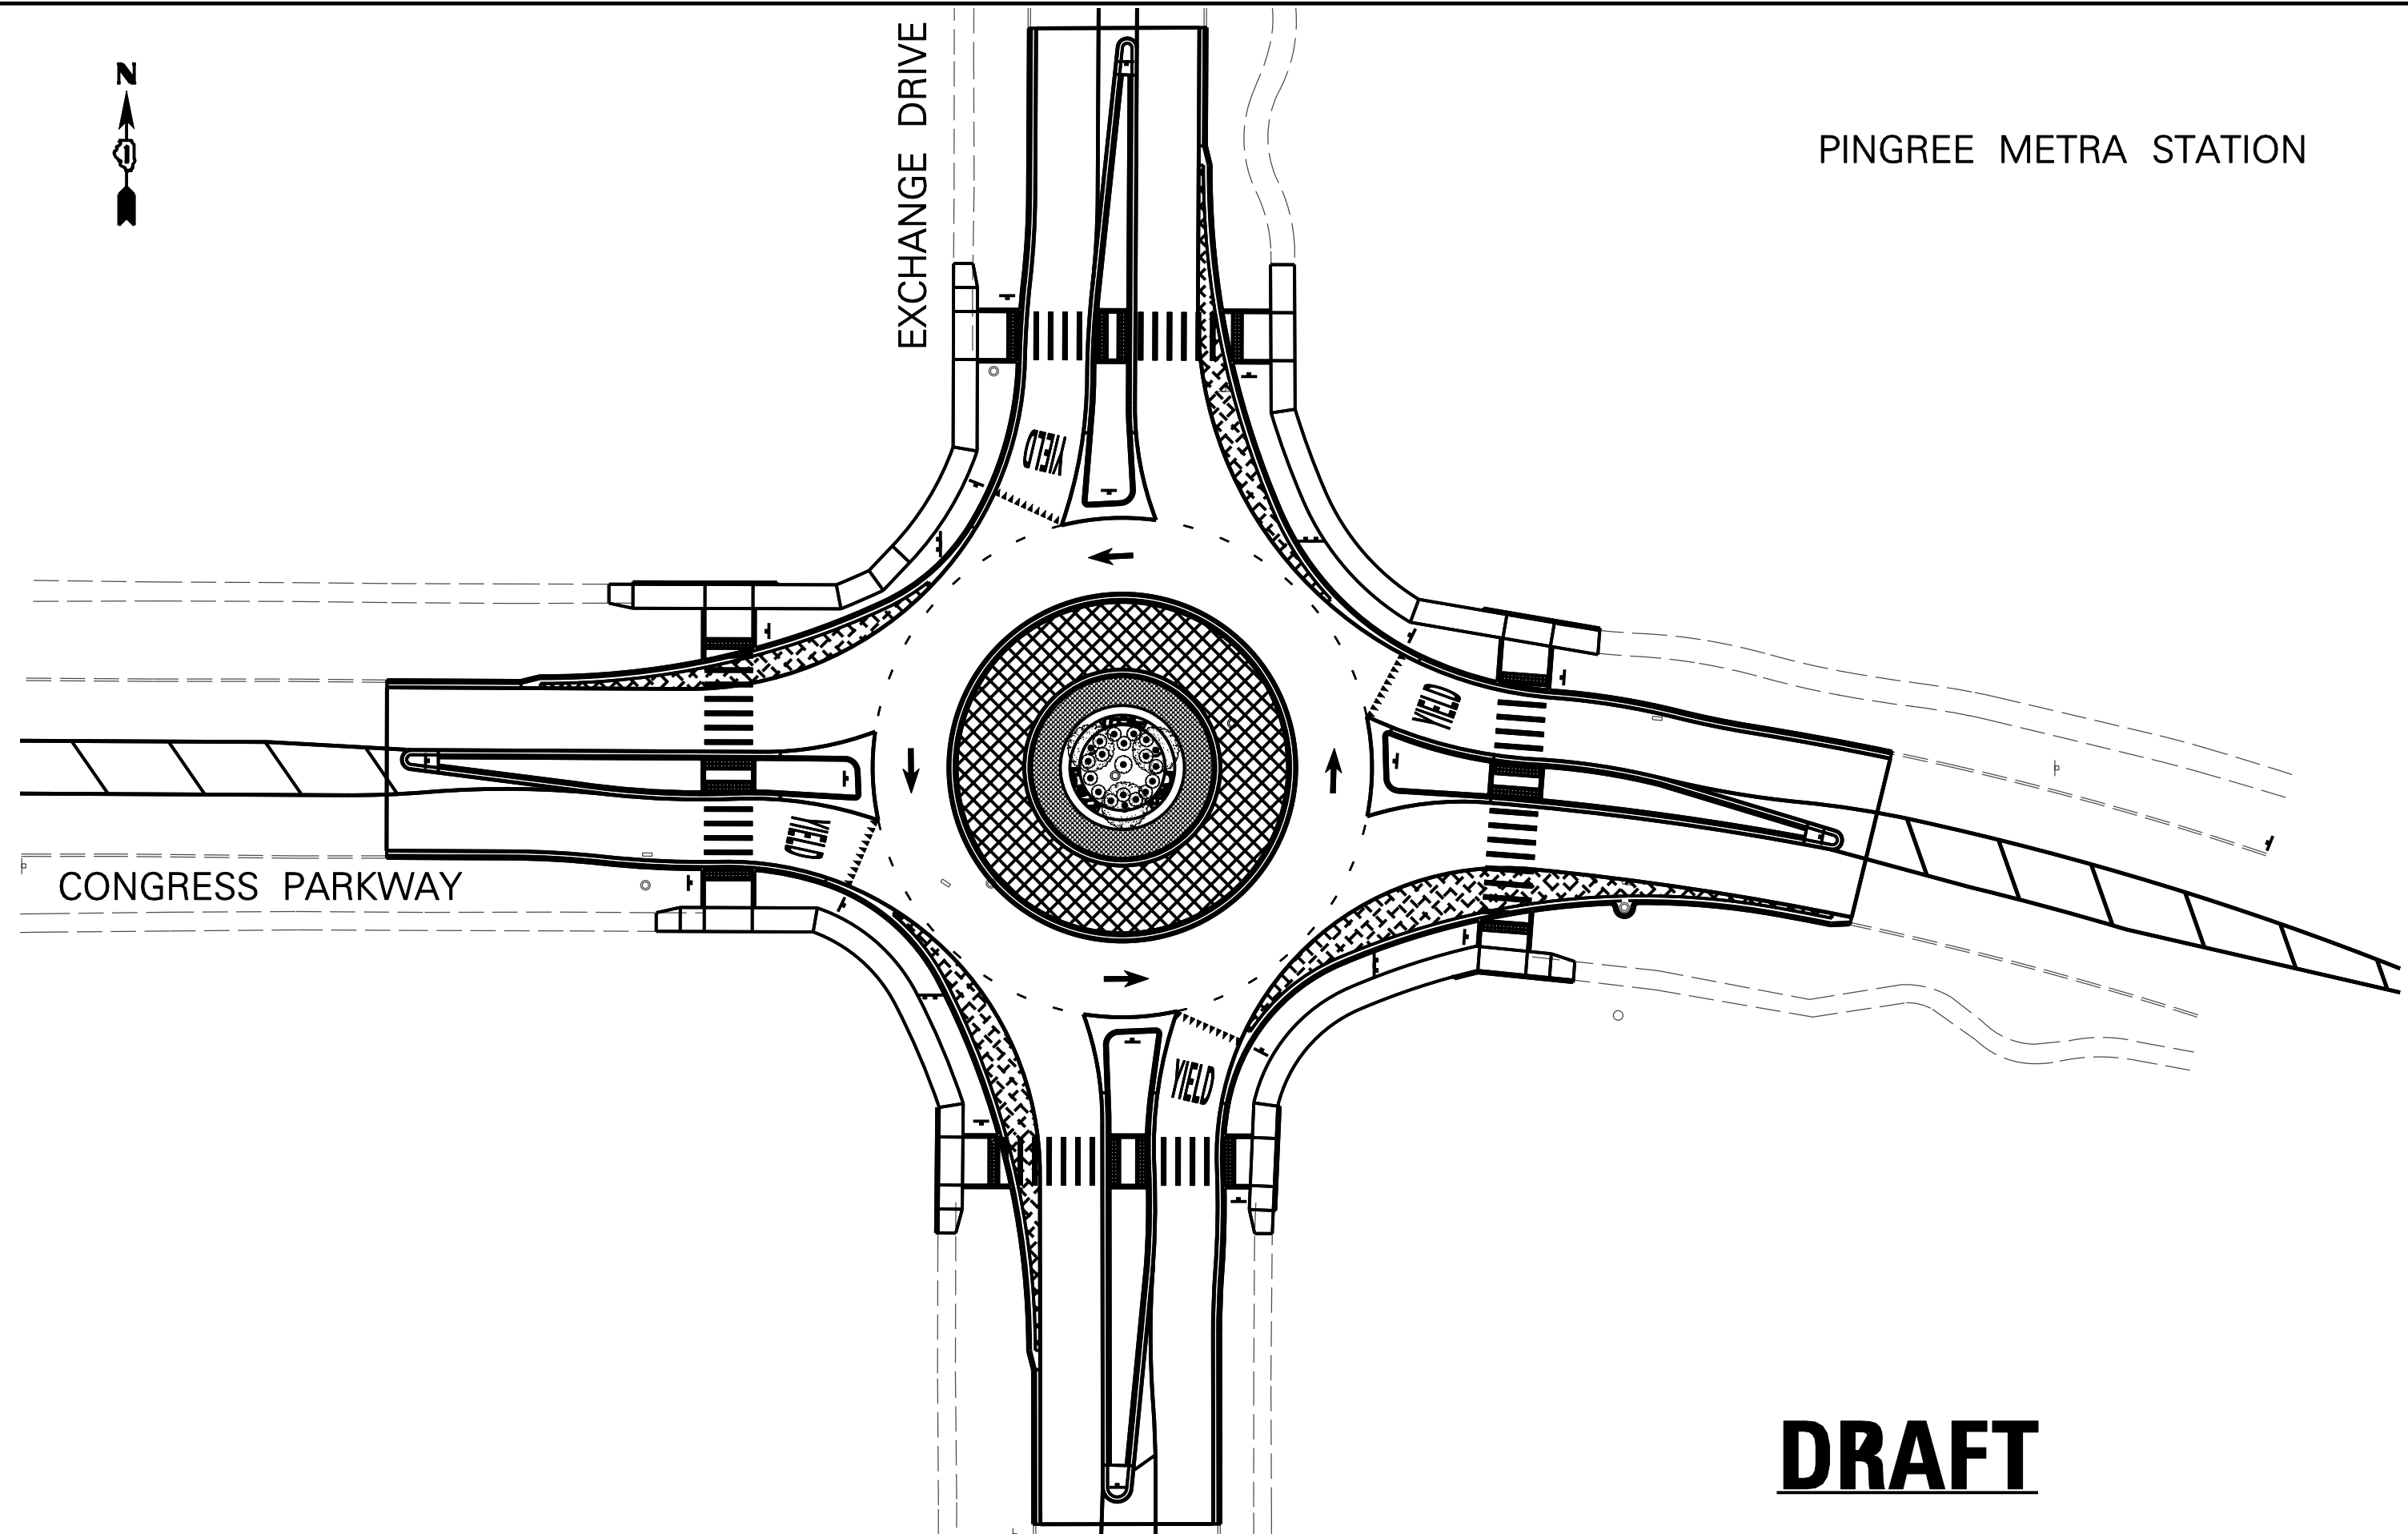 N
EXCHANGE DRIVE
PINGREE METRA STATION
YIELD
YIELD
YIELD
CONGRESS PARKWAY
YIELD
DRAFT